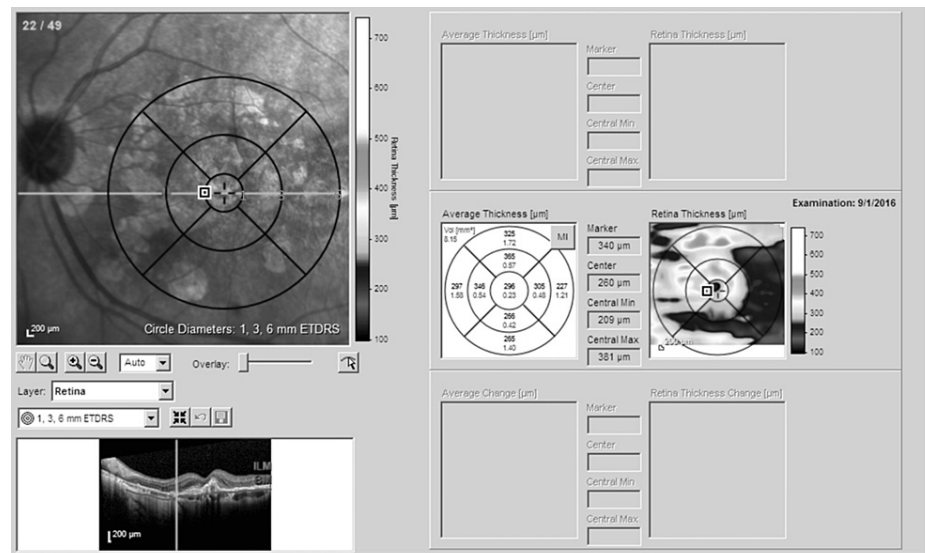 22 / 49
700
600
500
400
300
200
100
Retina Thickness [µm]
200 µm
Circle Diameters: 1, 3, 6 mm ETDRS
Auto
Overlay:
Layer: Retina
1, 3, 6 mm ETDRS
ILM
200 µm
Average Thickness [µm]
Marker
Center
Central Min
Central Max
Retina Thickness [µm]
Examination: 9/1/2016
Average Thickness [µm]
Vol [mm³]
8.15
MI
325
1.72
365
0.57
297
1.58
345
0.54
296
0.23
305
0.48
227
1.21
266
0.42
265
1.40
Marker
340 µm
Center
260 µm
Central Min
209 µm
Central Max
381 µm
Retina Thickness [µm]
200 µm
700
600
500
400
300
200
100
Average Change [µm]
Marker
Center
Central Min
Central Max
Retina Thickness Change [µm]